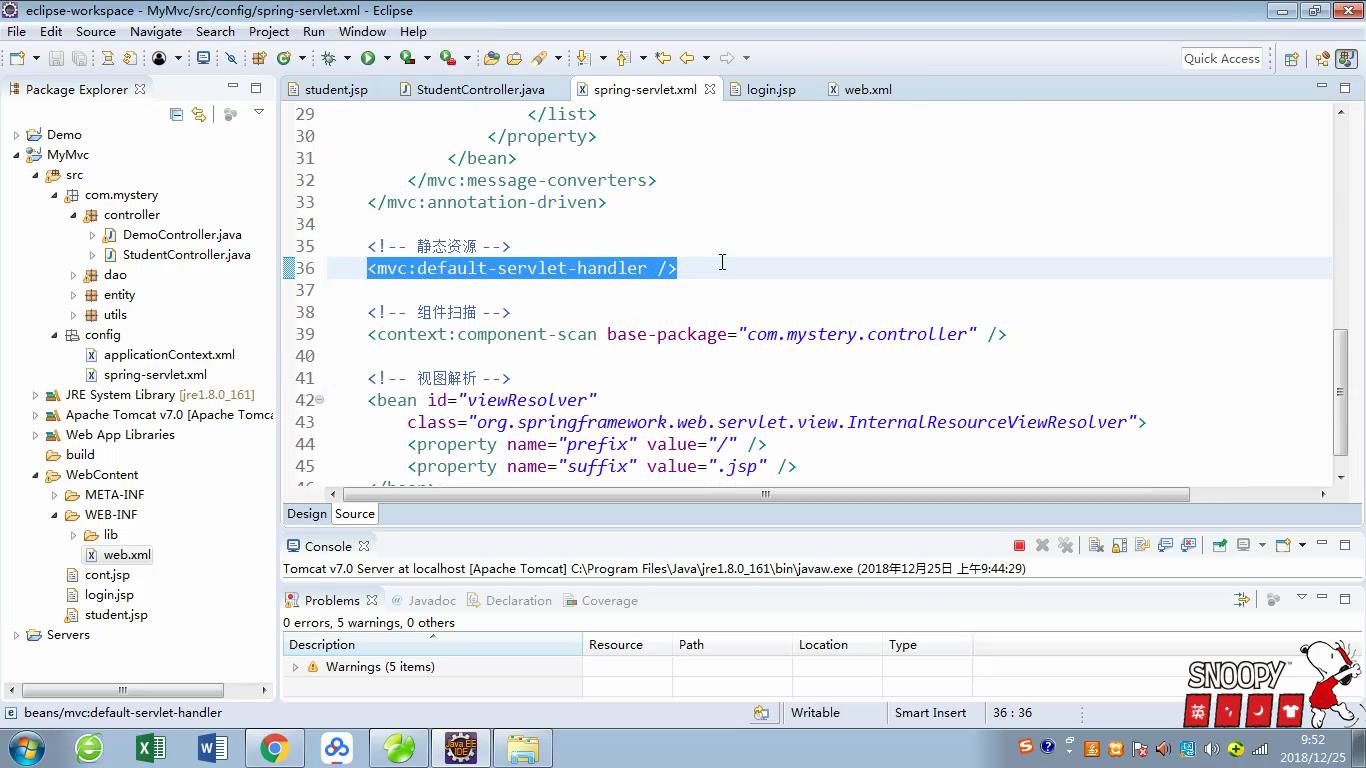 eclipse-workspace - MyMvc/src/config/spring-servlet.xml - Eclipse
File Edit Source Navigate Search Project Run Window Help
Quick Access
Package Explorer
student.jsp StudentController.java spring-servlet.xml login.jsp web.xml
Demo
MyMvc
src
com.mystery
controller
DemoController.java
StudentController.java
dao
entity
utils
config
applicationContext.xml
spring-servlet.xml
JRE System Library [jre1.8.0_161]
Apache Tomcat v7.0 [Apache Tomca
Web App Libraries
build
WebContent
META-INF
WEB-INF
lib
web.xml
cont.jsp
login.jsp
student.jsp
Servers
29 </list>
30 </property>
31 </bean>
32 </mvc:message-converters>
33 </mvc:annotation-driven>
34
35 <!-- 静态资源 -->
36 <mvc:default-servlet-handler />
37
38 <!-- 组件扫描 -->
39 <context:component-scan base-package="com.mystery.controller" />
40
41 <!-- 视图解析 -->
42 <bean id="viewResolver"
43 class="org.springframework.web.servlet.view.InternalResourceViewResolver">
44 <property name="prefix" value="/" />
45 <property name="suffix" value=".jsp" />
46 </bean>
Design Source
Console
Tomcat v7.0 Server at localhost [Apache Tomcat] C:\Program Files\Java\jre1.8.0_161\bin\javaw.exe (2018年12月25日 上午9:44:29)
Problems @ Javadoc Declaration Coverage
0 errors, 5 warnings, 0 others
Description Resource Path Location Type
Warnings (5 items)
SNOOPY
英
beans/mvc:default-servlet-handler Writable Smart Insert 36 : 36
Java EE
IDE
9:52
2018/12/25